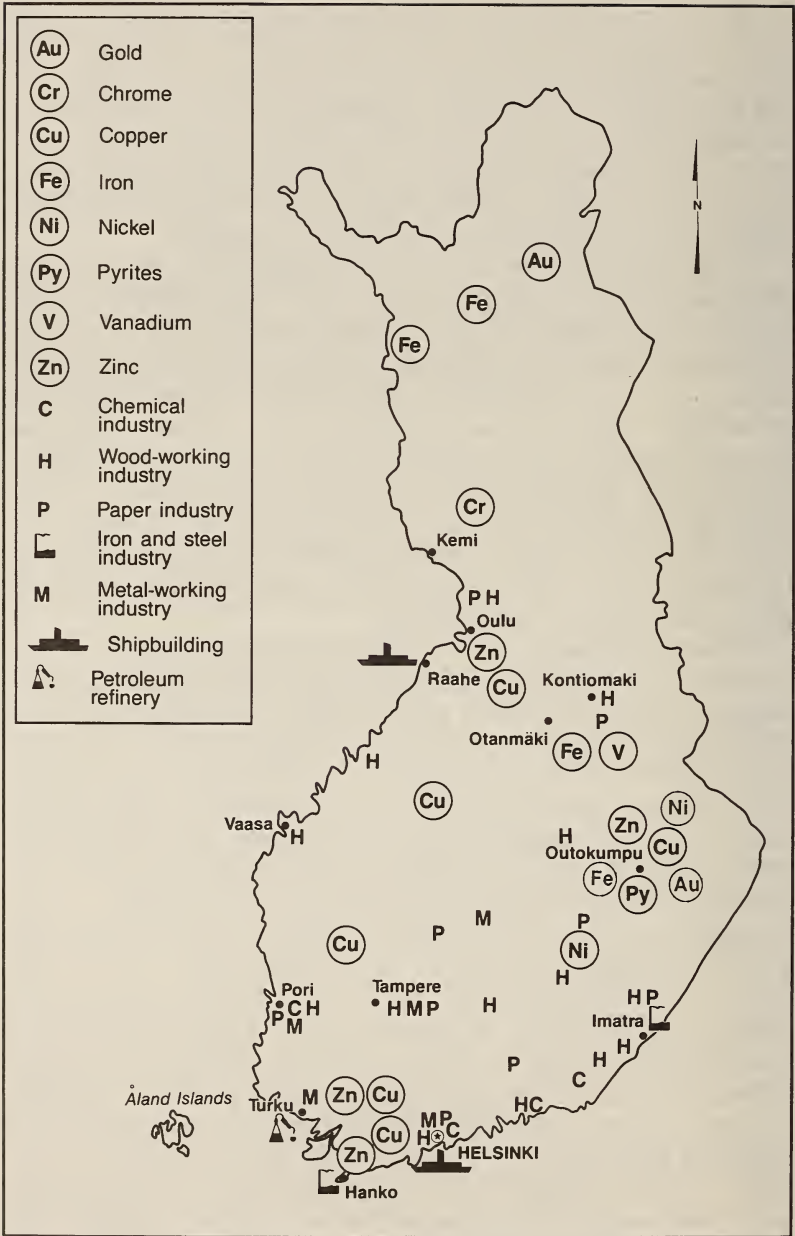 Au Gold
Cr Chrome
Cu Copper
Fe Iron
Ni Nickel
Py Pyrites
V Vanadium
Zn Zinc
C Chemical
industry
H Wood-working
industry
P Paper industry
Iron and steel
industry
M Metal-working
industry
Shipbuilding
Petroleum
refinery
N
Au
Fe
Fe
Cr
Kemi
P H
Oulu
Zn
Raahe
Cu
Kontiomaki
H
P
Otanmäki
Fe V
H
Cu
Ni
Vaasa
H
Zn
H
Cu
Outokumpu
Fe
Py
Au
M
P
P
Cu
Ni
H
Pori
C H
P
M
Tampere
H M P
H
H P
Imatra
H
H
P
C
Åland Islands
Turku
M
Zn Cu
H C
M P
H C
Cu
Zn
HELSINKI
Hanko